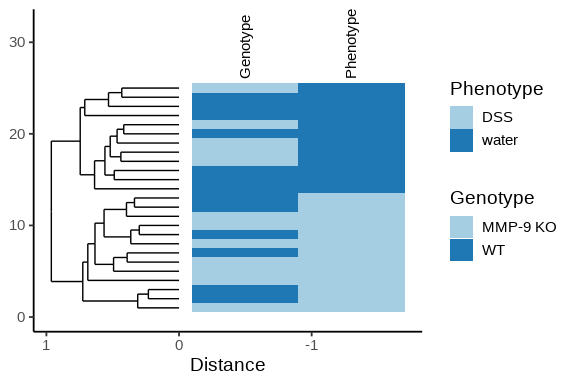 Genotype
Phenotype
30
20
10
0
1
0
-1
Distance
Phenotype
DSS
water
Genotype
MMP-9 KO
WT